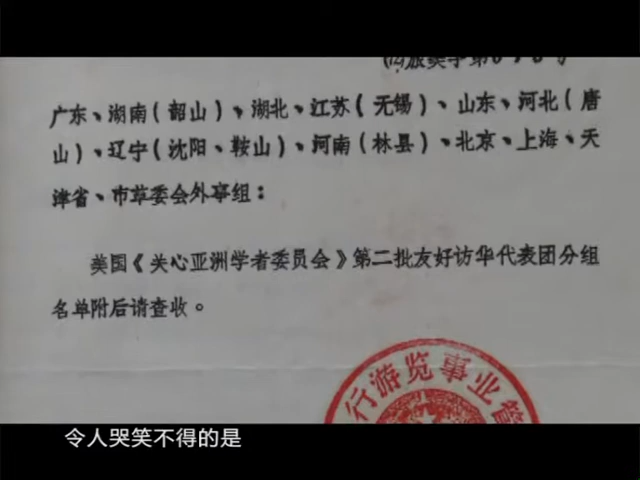 广东、湖南(韶山)、湖北、江苏(无锡)、山东、河北(唐
山)、辽宁(沈阳、鞍山)、河南(林县)、北京、上海、天
津省、市革委会外事组:
美国《关心亚洲学者委员会》第二批友好访华代表团分组
名单附后请查收。
行游览事业管
令人哭笑不得的是